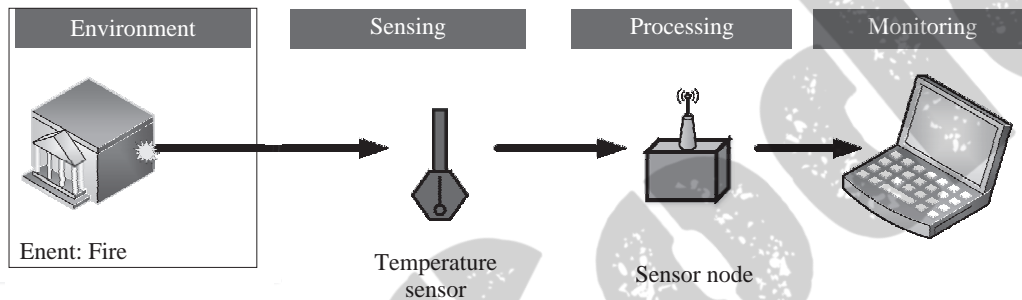 Environment
Sensing
Processing
Monitoring
Enent: Fire
Temperature
sensor
Sensor node